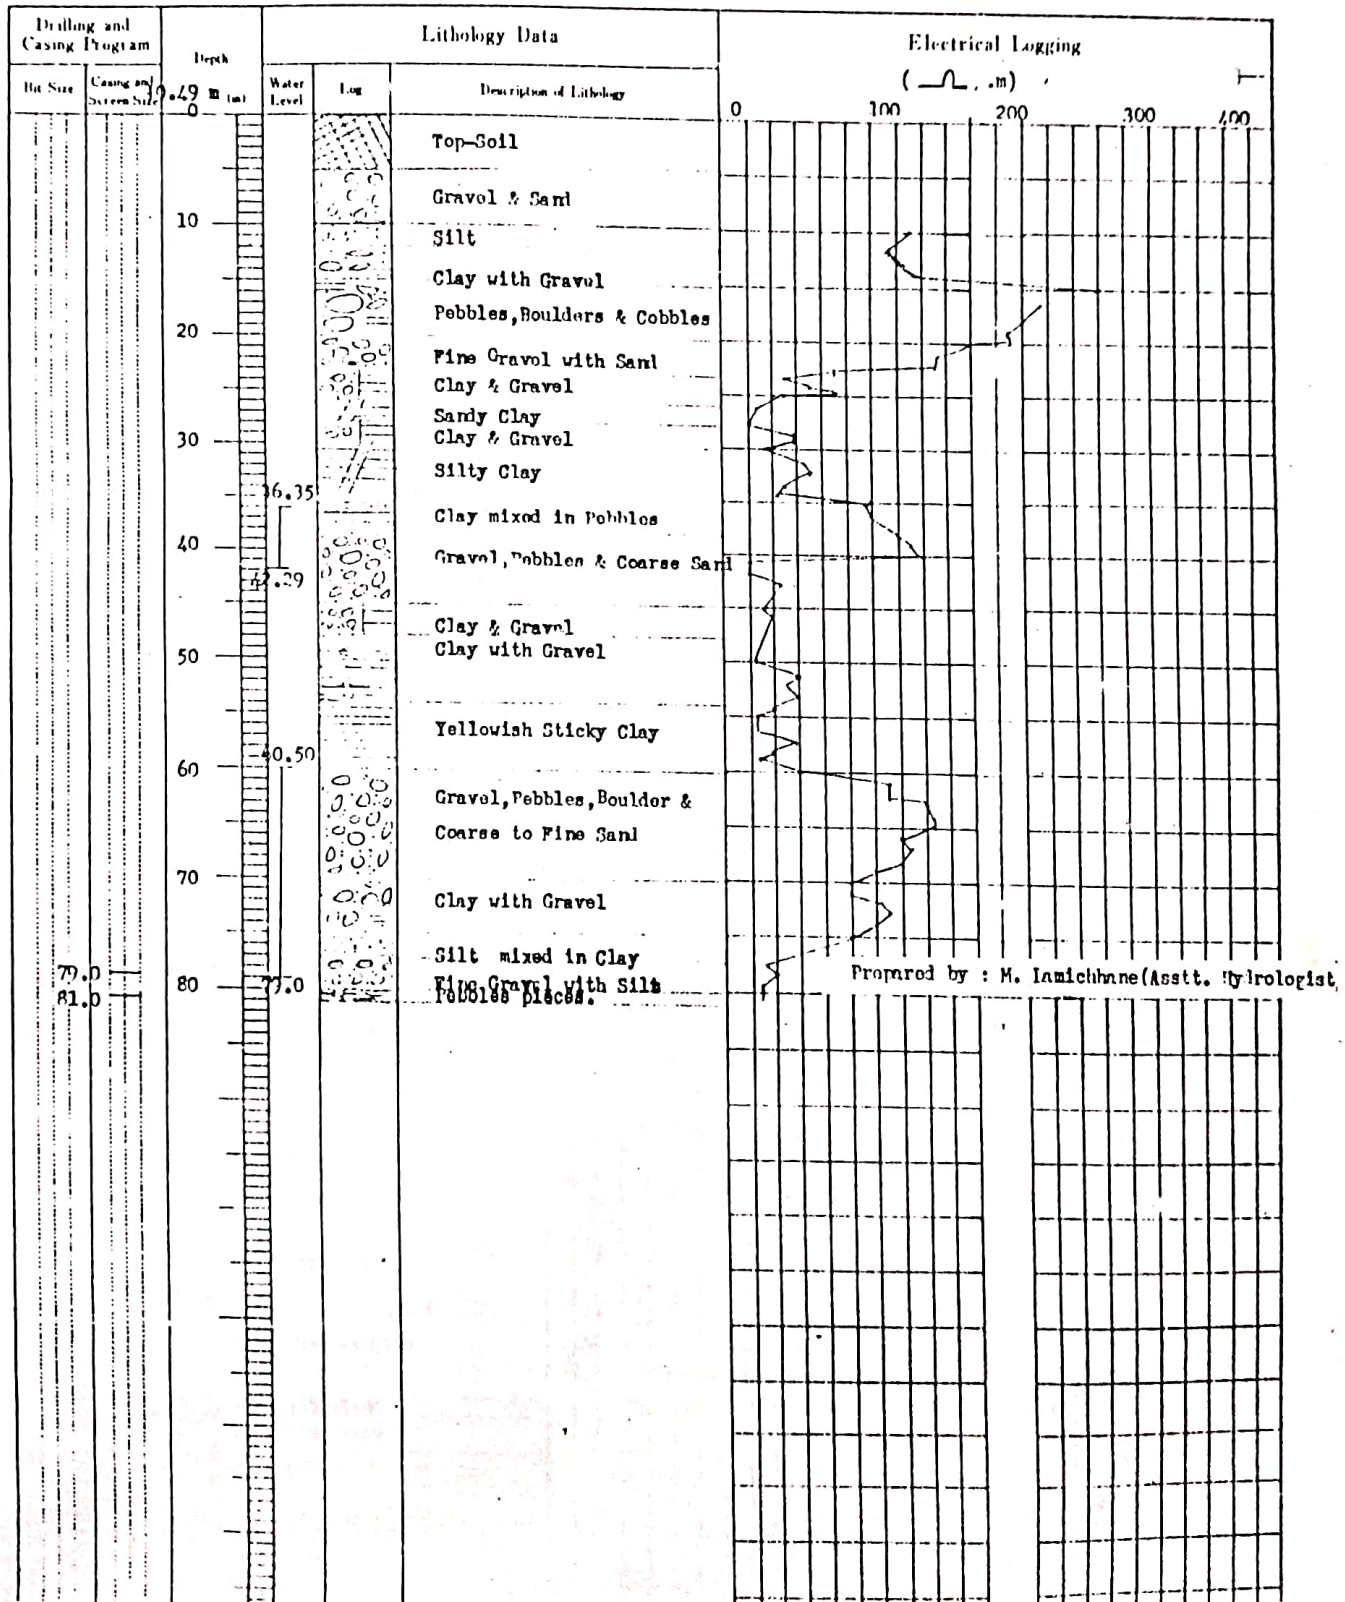 Drilling and
Casing Program
Depth
Lithology Data
Electrical Logging
Bit Size
Casing and
Screen Size
.49 m (m)
Water
Level
Log
Description of Lithology
( Ω .m)
0
0
100
200
300
400
Top-Soil
Gravel & Sand
10
Silt
Clay with Gravel
Pebbles,Boulders & Cobbles
20
Fine Gravel with Sand
Clay & Gravel
Sandy Clay
30
Clay & Gravel
Silty Clay
36.35
Clay mixed in Pebbles
40
Gravel,Pebbles & Coarse Sand
.29
Clay & Gravel
50
Clay with Gravel
Yellowish Sticky Clay
40.50
60
Gravel,Pebbles,Boulder &
Coarse to Fine Sand
70
Clay with Gravel
Silt mixed in Clay
79.0
80
Fine Gravel with Silt
Pebbles pieces.
81.0
Prepared by : M. Lamichhane(Asstt. Hydrologist